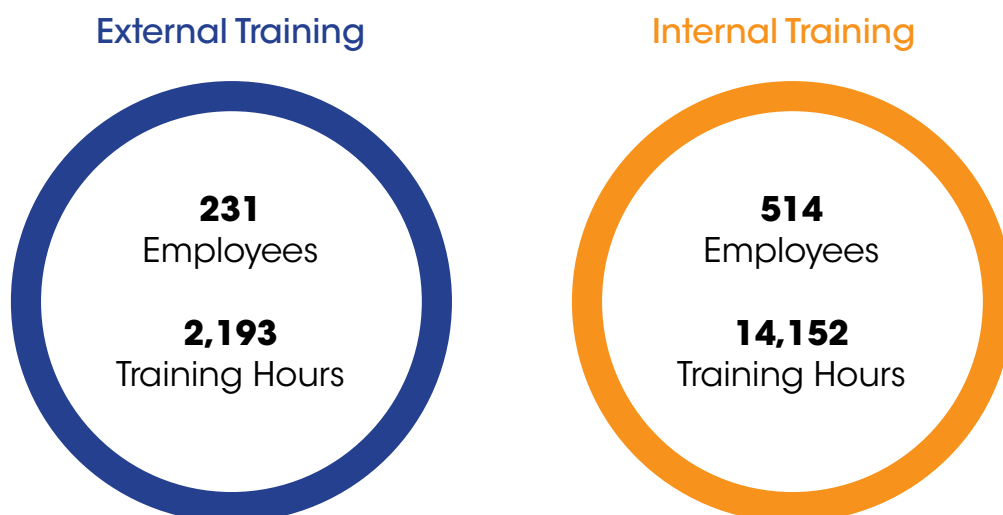 External Training
231
Employees
2,193
Training Hours
Internal Training
514
Employees
14,152
Training Hours